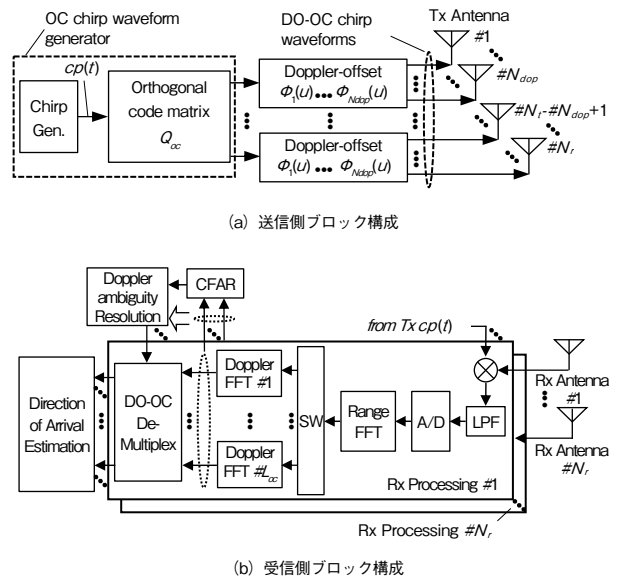 OC chirp waveform
generator
cp(t)
Chirp
Gen.
Orthogonal
code matrix
Q_oc
Doppler-offset
Φ_1(u)...Φ_Ndop(u)
Doppler-offset
Φ_1(u)...Φ_Ndop(u)
DO-OC chirp
waveforms
Tx Antenna
#1
#N_dop
#N_t-#N_dop+1
#N_r
(a) 送信側ブロック構成
Doppler
ambiguity
Resolution
CFAR
from Tx cp(t)
Direction
of Arrival
Estimation
DO-OC
De-
Multiplex
Doppler
FFT #1
Doppler
FFT #L_oc
SW
Range
FFT
A/D
LPF
Rx Antenna
#1
Rx Antenna
#N_r
Rx Processing #1
Rx Processing #N_r
(b) 受信側ブロック構成